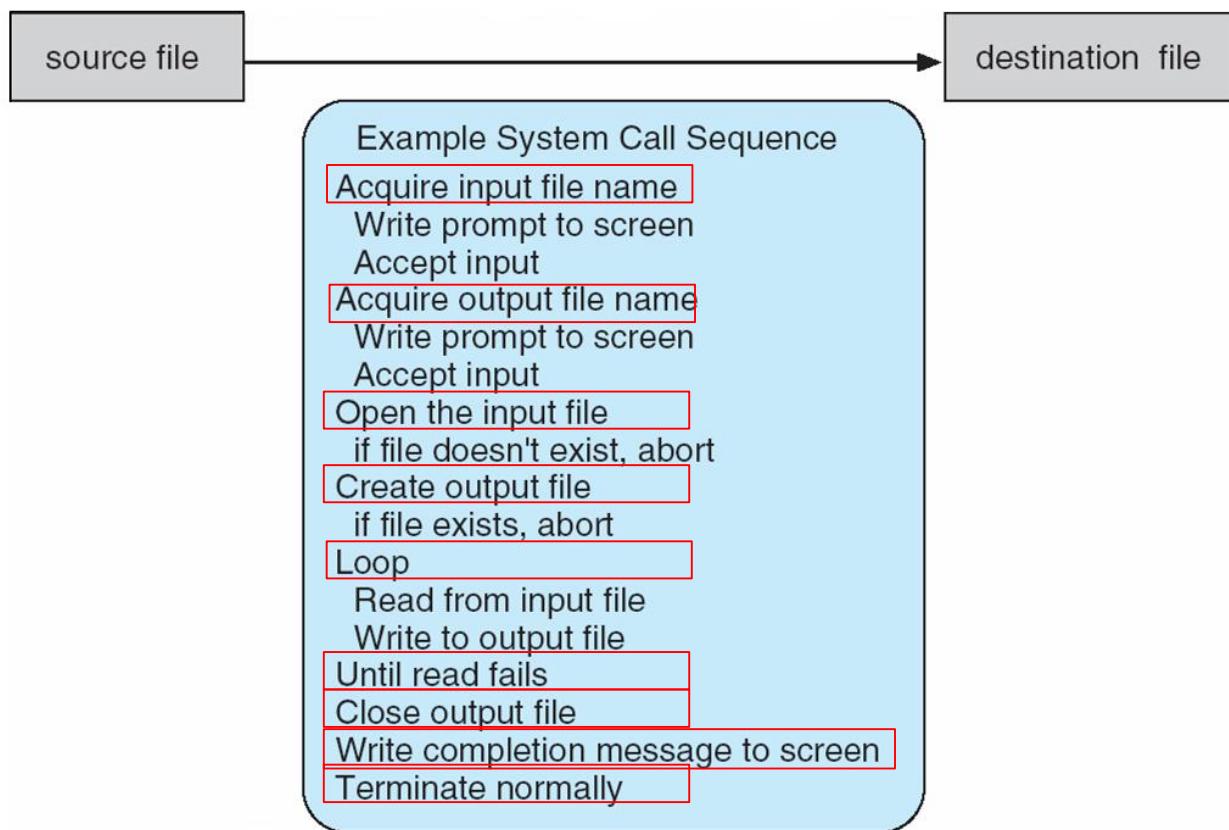 source file
destination file
Example System Call Sequence
Acquire input file name
Write prompt to screen
Accept input
Acquire output file name
Write prompt to screen
Accept input
Open the input file
if file doesn't exist, abort
Create output file
if file exists, abort
Loop
Read from input file
Write to output file
Until read fails
Close output file
Write completion message to screen
Terminate normally